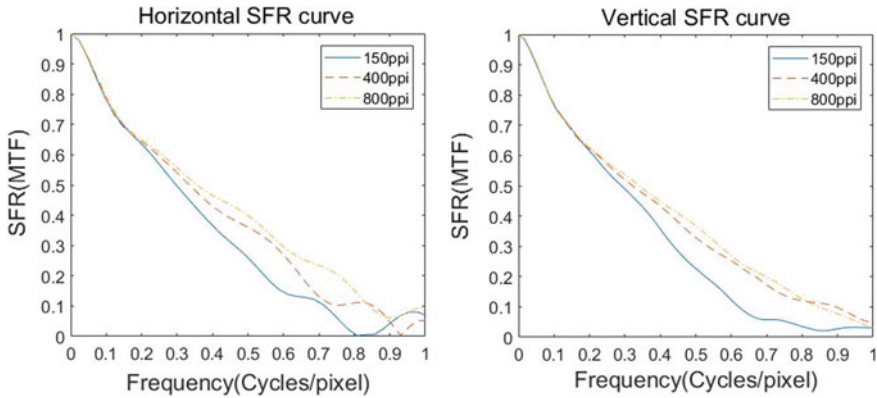 Horizontal SFR curve
1
0.9
0.8
0.7
0.6
0.5
0.4
0.3
0.2
0.1
0
SFR(MTF)
150ppi
400ppi
800ppi
0 0.1 0.2 0.3 0.4 0.5 0.6 0.7 0.8 0.9 1
Frequency(Cycles/pixel)
Vertical SFR curve
1
0.9
0.8
0.7
0.6
0.5
0.4
0.3
0.2
0.1
0
SFR(MTF)
150ppi
400ppi
800ppi
0 0.1 0.2 0.3 0.4 0.5 0.6 0.7 0.8 0.9 1
Frequency(Cycles/pixel)